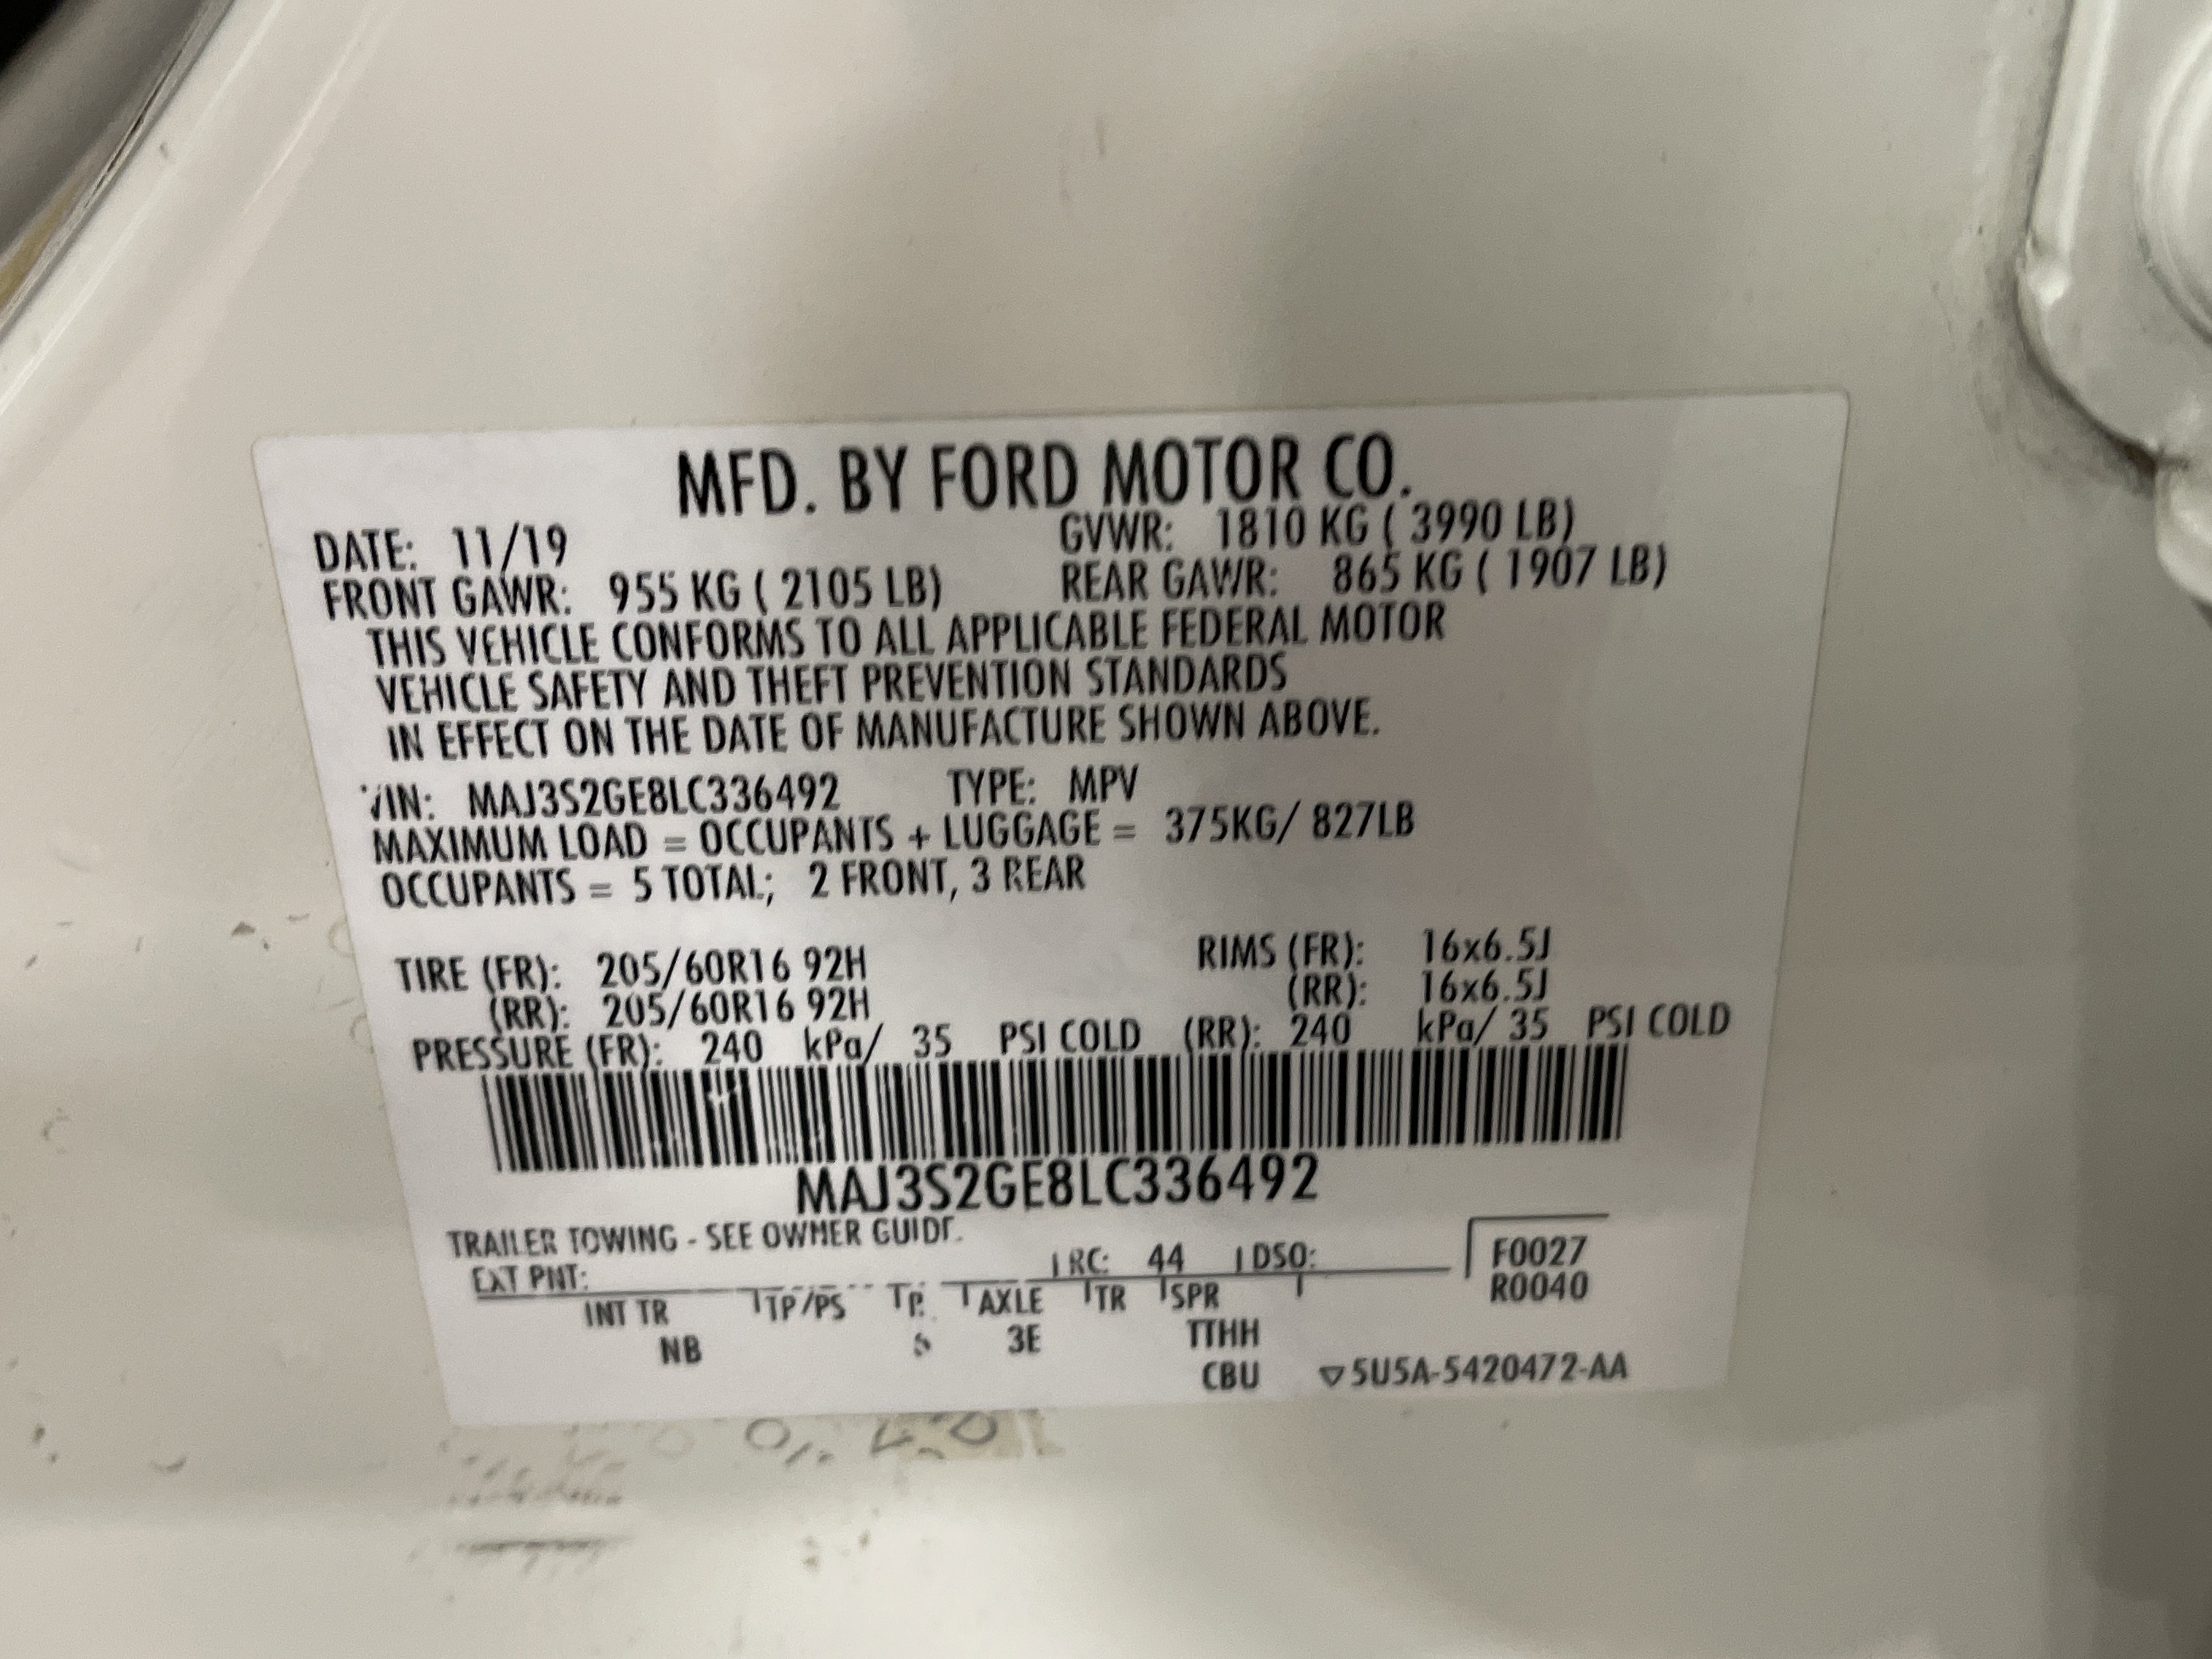 MFD. BY FORD MOTOR CO.
DATE: 11/19 GVWR: 1810 KG ( 3990 LB)
FRONT GAWR: 955 KG ( 2105 LB) REAR GAWR: 865 KG ( 1907 LB)
THIS VEHICLE CONFORMS TO ALL APPLICABLE FEDERAL MOTOR
VEHICLE SAFETY AND THEFT PREVENTION STANDARDS
IN EFFECT ON THE DATE OF MANUFACTURE SHOWN ABOVE.
VIN: MAJ3S2GE8LC336492 TYPE: MPV
MAXIMUM LOAD = OCCUPANTS + LUGGAGE = 375KG/ 827LB
OCCUPANTS = 5 TOTAL; 2 FRONT, 3 REAR
TIRE (FR): 205/60R16 92H RIMS (FR): 16x6.5J
(RR): 205/60R16 92H (RR): 16x6.5J
PRESSURE (FR): 240 kPa/ 35 PSI COLD (RR): 240 kPa/ 35 PSI COLD
MAJ3S2GE8LC336492
TRAILER TOWING - SEE OWNER GUIDE.
EXT PNT: RC: 44 DSO: F0027
R0040
INT TR TP/PS AXLE TR SPR
NB 3E TTHH
CBU ▽5U5A-5420472-AA